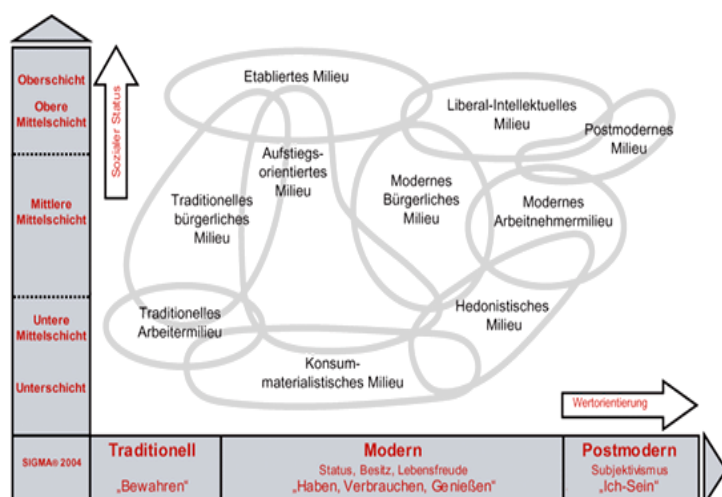 Oberschicht
Obere
Mittelschicht
Mittlere
Mittelschicht
Untere
Mittelschicht
Unterschicht
Sozialer Status
Etabliertes Milieu
Liberal-Intellektuelles
Milieu
Postmodernes
Milieu
Aufstiegs-
orientiertes
Milieu
Traditionelles
bürgerliches
Milieu
Modernes
Bürgerliches
Milieu
Modernes
Arbeitnehmermilieu
Traditionelles
Arbeitermilieu
Hedonistisches
Milieu
Konsum-
materialistisches Milieu
Wertorientierung
SIGMA® 2004
Traditionell
„Bewahren“
Modern
Status, Besitz, Lebensfreude
„Haben, Verbrauchen, Genießen“
Postmodern
Subjektivismus
„Ich-Sein“